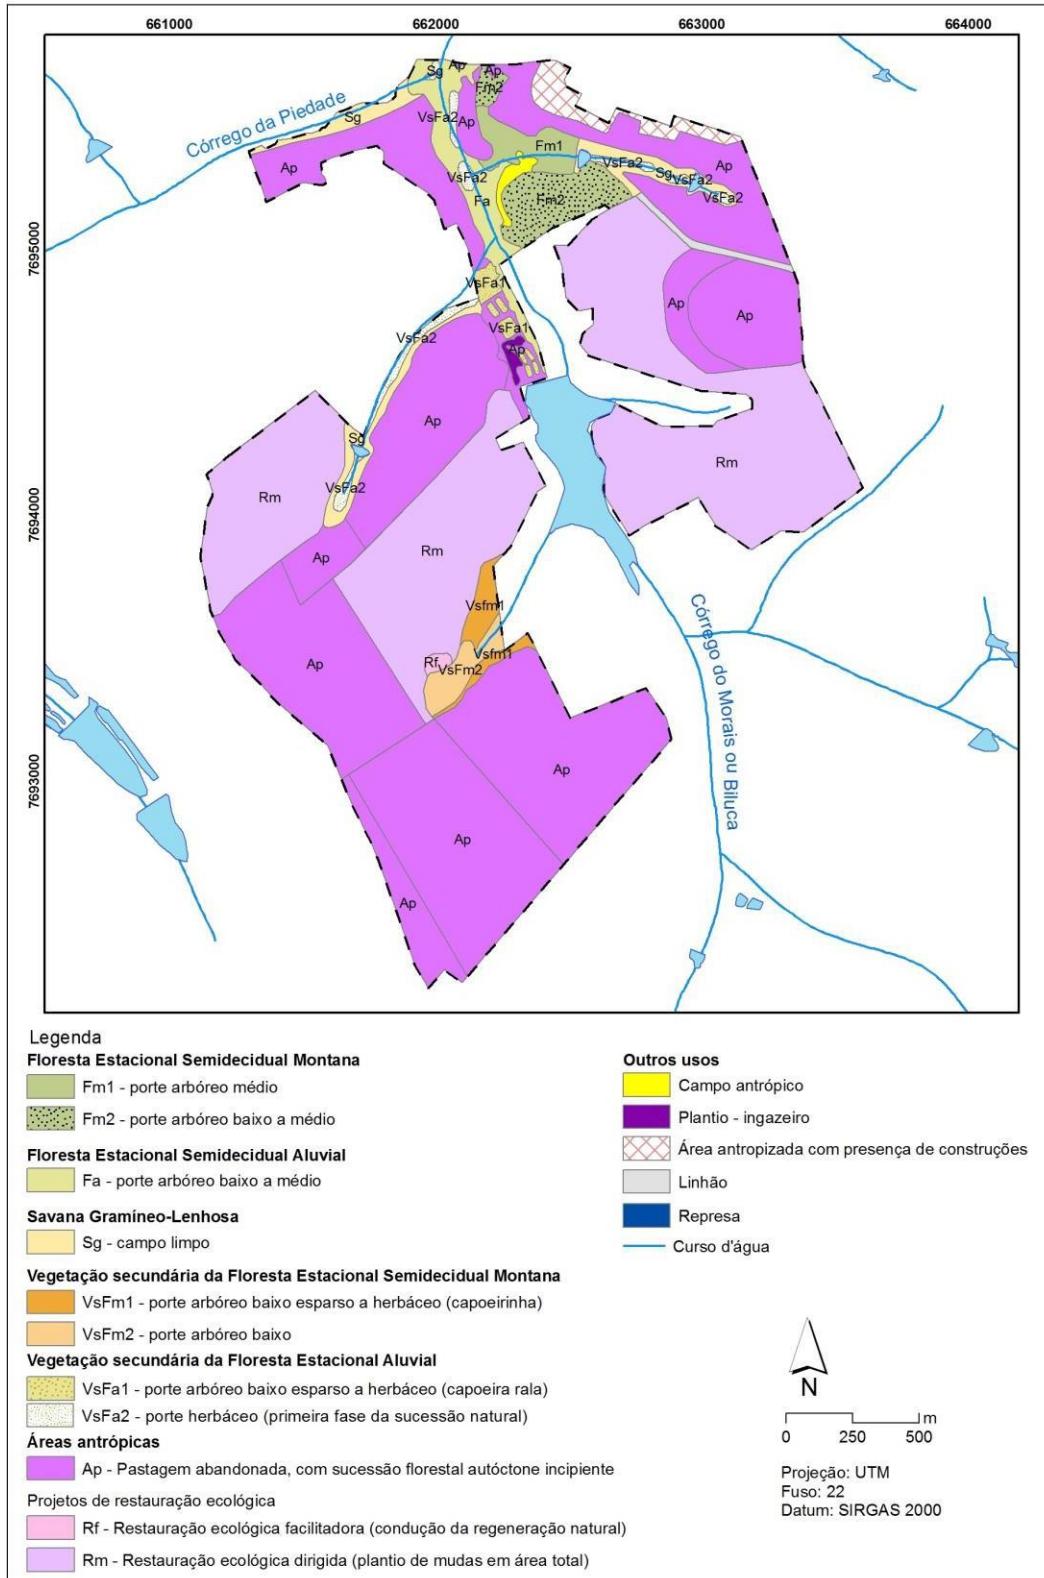 661000 662000 663000 664000
7695000
7694000
7693000
Córrego da Piedade
Sg
Ap
Ap
Fm2
Sg
VsFa2
Ap
Ap
Fm1
VsFa2
Ap
VsFa2
Sg
VsFa2
VsFa2
Fa
Fm2
VsFa1
Ap
Ap
VsFa1
VsFa2
Ap
Ap
Sg
Rm
VsFa2
Rm
Rm
Ap
Vsfm1
Córrego do Morais ou Biluca
Ap
Rf
Vsfm1
VsFm2
Ap
Ap
Ap
Legenda
Floresta Estacional Semidecidual Montana
Fm1 - porte arbóreo médio
Fm2 - porte arbóreo baixo a médio
Floresta Estacional Semidecidual Aluvial
Fa - porte arbóreo baixo a médio
Savana Gramíneo-Lenhosa
Sg - campo limpo
Vegetação secundária da Floresta Estacional Semidecidual Montana
VsFm1 - porte arbóreo baixo esparso a herbáceo (capoeirinha)
VsFm2 - porte arbóreo baixo
Vegetação secundária da Floresta Estacional Aluvial
VsFa1 - porte arbóreo baixo esparso a herbáceo (capoeira rala)
VsFa2 - porte herbáceo (primeira fase da sucessão natural)
Áreas antrópicas
Ap - Pastagem abandonada, com sucessão florestal autóctone incipiente
Projetos de restauração ecológica
Rf - Restauração ecológica facilitadora (condução da regeneração natural)
Rm - Restauração ecológica dirigida (plantio de mudas em área total)
Outros usos
Campo antrópico
Plantio - ingazeiro
Área antropizada com presença de construções
Linhão
Represa
Curso d'água
N
0 250 500 m
Projeção: UTM
Fuso: 22
Datum: SIRGAS 2000